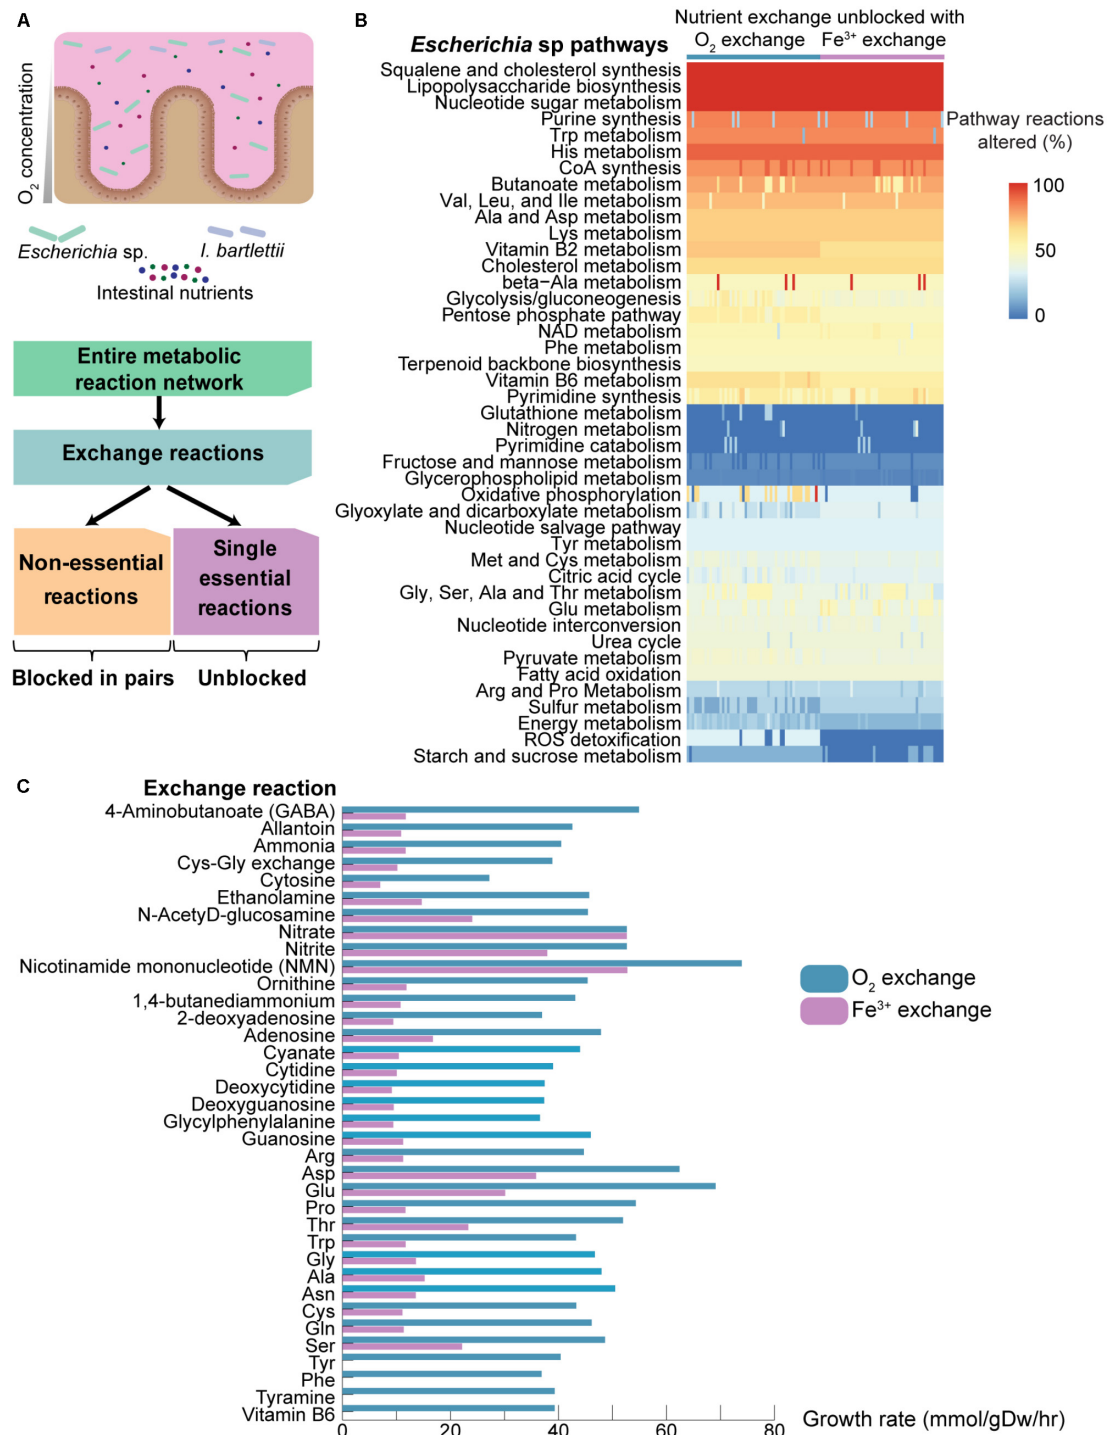 A
O₂ concentration
Escherichia sp.
I. bartlettii
Intestinal nutrients
Entire metabolic
reaction network
Exchange reactions
Non-essential
reactions
Single
essential
reactions
Blocked in pairs
Unblocked
B
Nutrient exchange unblocked with
Escherichia sp pathways
O₂ exchange
Fe³⁺ exchange
Squalene and cholesterol synthesis
Lipopolysaccharide biosynthesis
Nucleotide sugar metabolism
Purine synthesis
Trp metabolism
His metabolism
CoA synthesis
Butanoate metabolism
Val, Leu, and Ile metabolism
Ala and Asp metabolism
Lys metabolism
Vitamin B2 metabolism
Cholesterol metabolism
beta−Ala metabolism
Glycolysis/gluconeogenesis
Pentose phosphate pathway
NAD metabolism
Phe metabolism
Terpenoid backbone biosynthesis
Vitamin B6 metabolism
Pyrimidine synthesis
Glutathione metabolism
Nitrogen metabolism
Pyrimidine catabolism
Fructose and mannose metabolism
Glycerophospholipid metabolism
Oxidative phosphorylation
Glyoxylate and dicarboxylate metabolism
Nucleotide salvage pathway
Tyr metabolism
Met and Cys metabolism
Citric acid cycle
Gly, Ser, Ala and Thr metabolism
Glu metabolism
Nucleotide interconversion
Urea cycle
Pyruvate metabolism
Fatty acid oxidation
Arg and Pro Metabolism
Sulfur metabolism
Energy metabolism
ROS detoxification
Starch and sucrose metabolism
Pathway reactions
altered (%)
100
50
0
C
Exchange reaction
4-Aminobutanoate (GABA)
Allantoin
Ammonia
Cys-Gly exchange
Cytosine
Ethanolamine
N-AcetyD-glucosamine
Nitrate
Nitrite
Nicotinamide mononucleotide (NMN)
Ornithine
1,4-butanediammonium
2-deoxyadenosine
Adenosine
Cyanate
Cytidine
Deoxycytidine
Deoxyguanosine
Glycylphenylalanine
Guanosine
Arg
Asp
Glu
Pro
Thr
Trp
Gly
Ala
Asn
Cys
Gln
Ser
Tyr
Phe
Tyramine
Vitamin B6
O₂ exchange
Fe³⁺ exchange
0 20 40 60 80
Growth rate (mmol/gDw/hr)